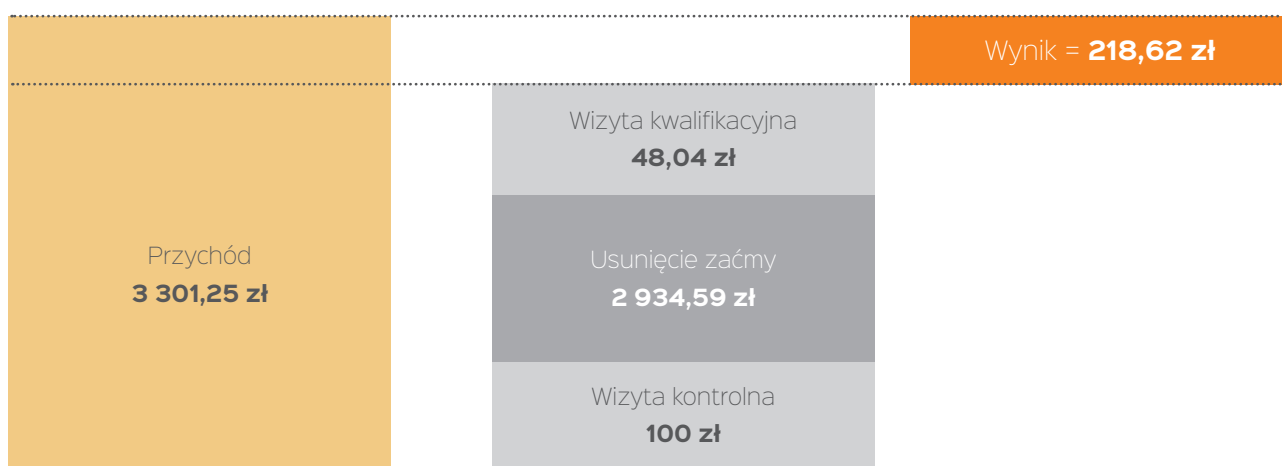 Wynik = 218,62 zł
Wizyta kwalifikacyjna
48,04 zł
Przychód
3 301,25 zł
Usunięcie zaćmy
2 934,59 zł
Wizyta kontrolna
100 zł